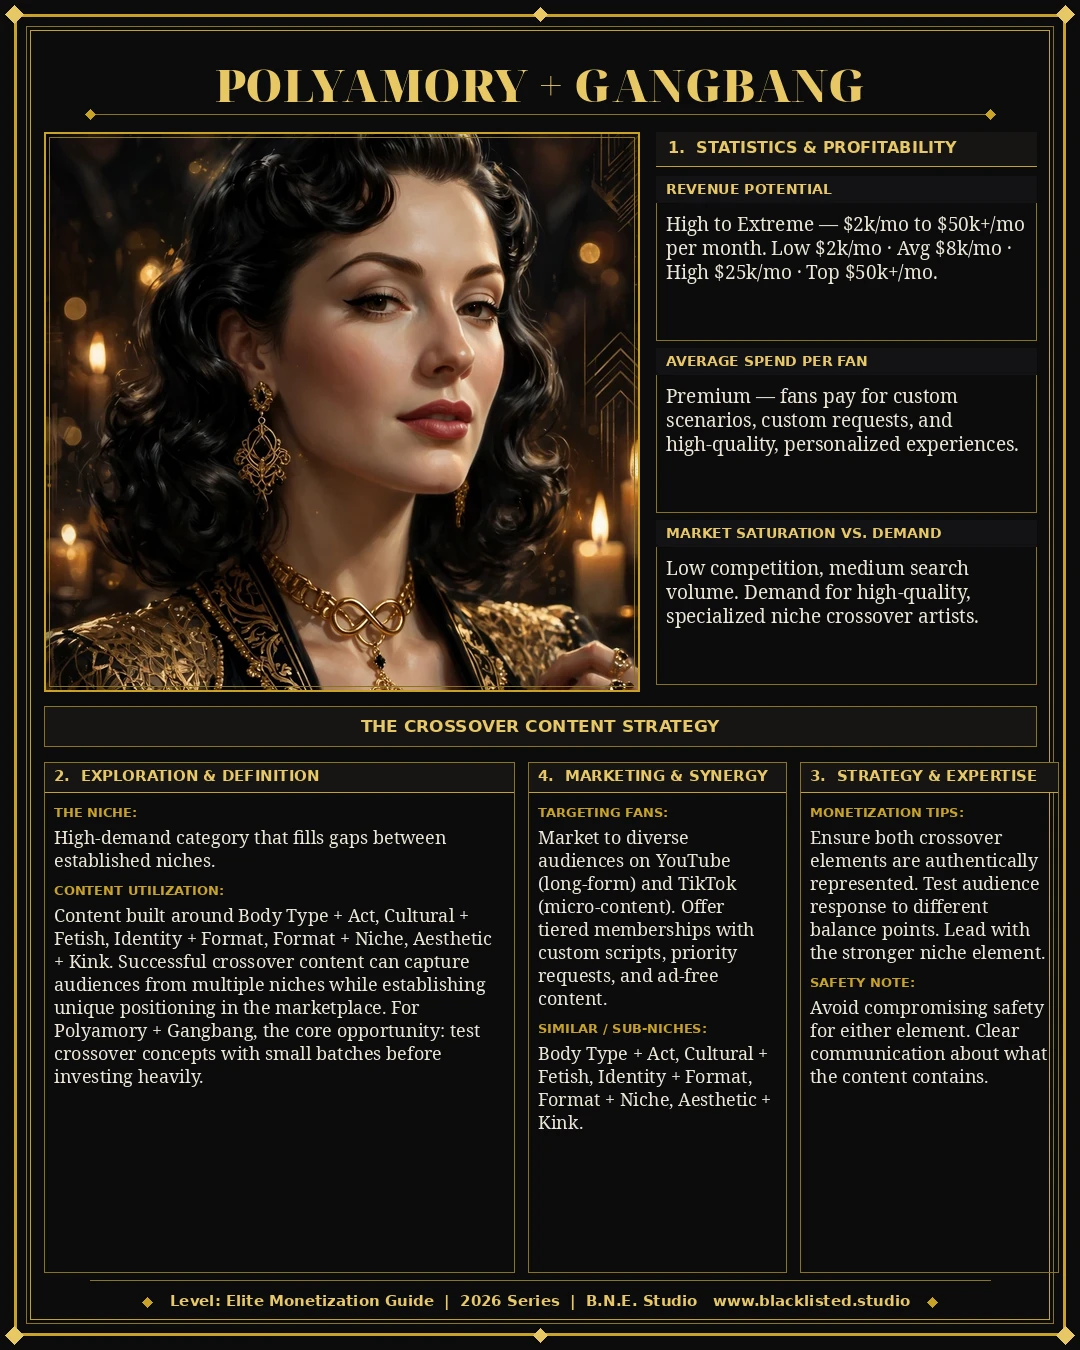 POLYAMORY + GANGBANG
1. STATISTICS & PROFITABILITY
REVENUE POTENTIAL
High to Extreme — $2k/mo to $50k+/mo
per month. Low $2k/mo · Avg $8k/mo ·
High $25k/mo · Top $50k+/mo.
AVERAGE SPEND PER FAN
Premium — fans pay for custom
scenarios, custom requests, and
high-quality, personalized experiences.
MARKET SATURATION VS. DEMAND
Low competition, medium search
volume. Demand for high-quality,
specialized niche crossover artists.
THE CROSSOVER CONTENT STRATEGY
2. EXPLORATION & DEFINITION
THE NICHE:
High-demand category that fills gaps between
established niches.
CONTENT UTILIZATION:
Content built around Body Type + Act, Cultural +
Fetish, Identity + Format, Format + Niche, Aesthetic
+ Kink. Successful crossover content can capture
audiences from multiple niches while establishing
unique positioning in the marketplace. For
Polyamory + Gangbang, the core opportunity: test
crossover concepts with small batches before
investing heavily.
4. MARKETING & SYNERGY
TARGETING FANS:
Market to diverse
audiences on YouTube
(long-form) and TikTok
(micro-content). Offer
tiered memberships with
custom scripts, priority
requests, and ad-free
content.
SIMILAR / SUB-NICHES:
Body Type + Act, Cultural +
Fetish, Identity + Format,
Format + Niche, Aesthetic +
Kink.
3. STRATEGY & EXPERTISE
MONETIZATION TIPS:
Ensure both crossover
elements are authentically
represented. Test audience
response to different
balance points. Lead with
the stronger niche element.
SAFETY NOTE:
Avoid compromising safety
for either element. Clear
communication about what
the content contains.
Level: Elite Monetization Guide | 2026 Series | B.N.E. Studio www.blacklisted.studio